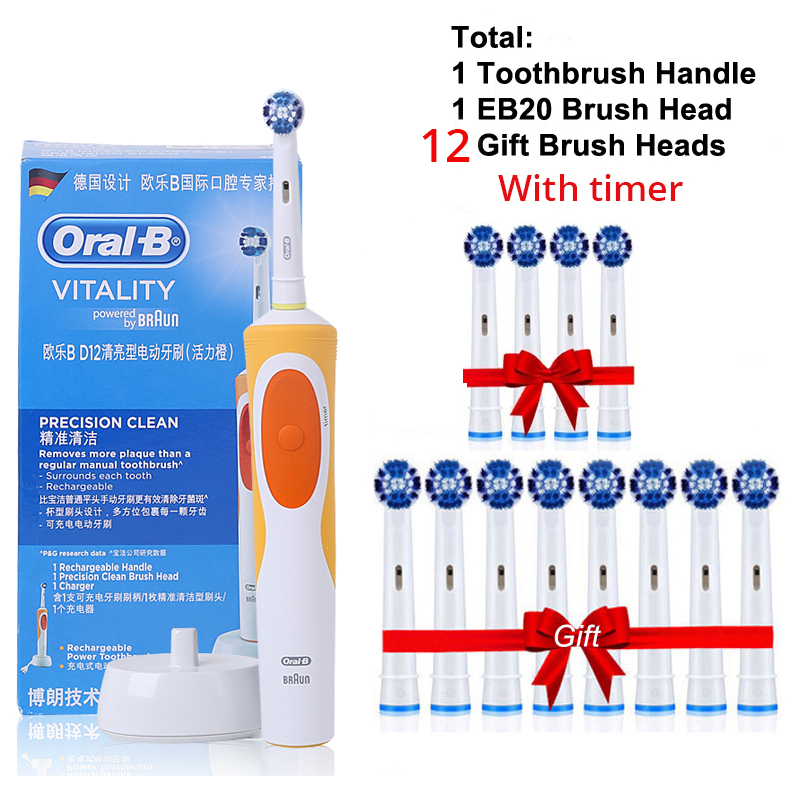 Total:
1 Toothbrush Handle
1 EB20 Brush Head
12 Gift Brush Heads
With timer
德国设计 欧乐B国际口腔专家
Oral-B®
VITALITY
powered
by BRAUN
欧乐B D12清亮型电动牙刷(活力橙)
timer
PRECISION CLEAN
精准清洁
Removes more plaque than a
regular manual toothbrush^
- Surrounds each tooth
- Rechargeable
比宝洁普通平头手动牙刷更有效清除牙菌斑^
- 杯型刷头设计，多方位包裹每一颗牙齿
- 可充电电动牙刷
^P&G research data ^宝洁公司研究数据
1 Rechargeable Handle
1 Precision Clean Brush Head
1 Charger
含1支可充电牙刷刷柄/1枚精准清洁型刷头/
1个充电器
• Rechargeable
Power Toothb
• 充电式电动
博朗技术
Oral-B
BRAUN
Gift